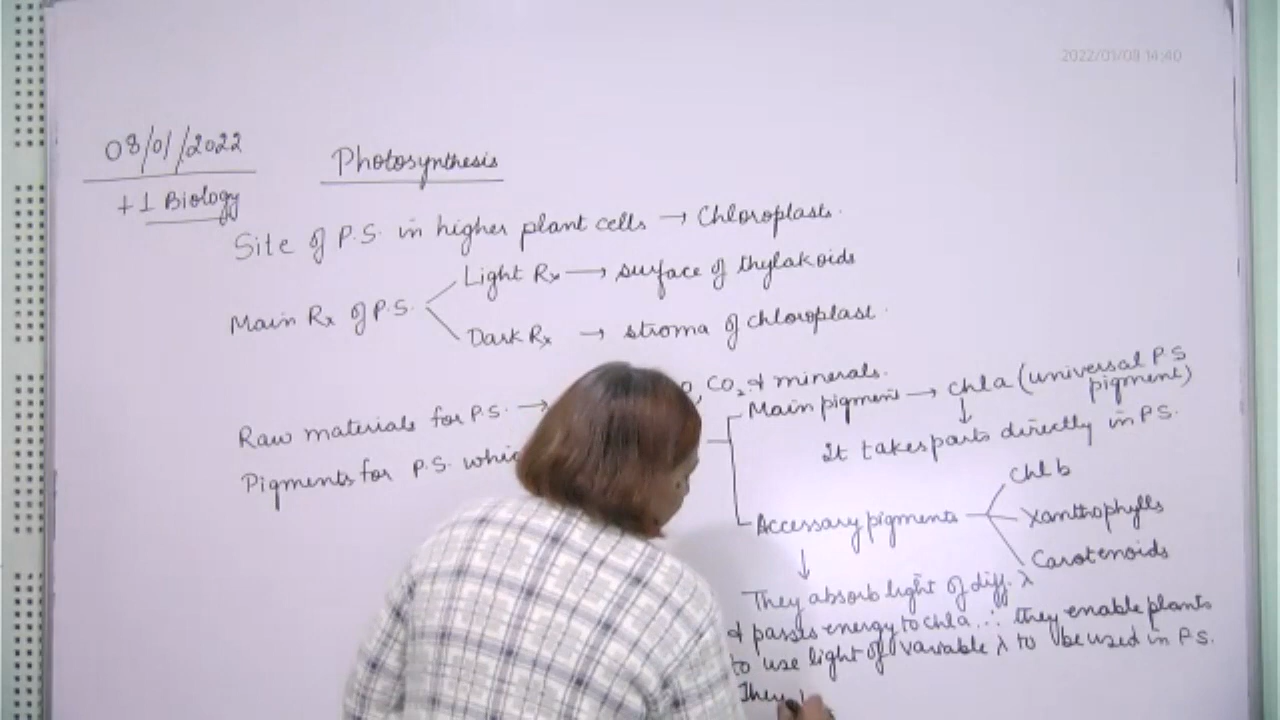 2022/01/08 14:40
08/01/2022
+1 Biology
Photosynthesis
Site of P.S. in higher plant cells → Chloroplasts.
Main Rx of P.S.
Light Rx → surface of thylakoids
Dark Rx → stroma of chloroplast.
Raw materials for P.S. → O, CO2 & minerals.
Pigments for P.S.
Main pigment → chl a (universal P.S
pigment)
↓
It takes parts directly in P.S.
Accessary pigments
Chl b
Xanthophylls
Carotenoids
↓
They absorb light of diff. λ
& passes energy to chl a. ∴ they enable plants
to use light of variable λ to be used in P.S.
They